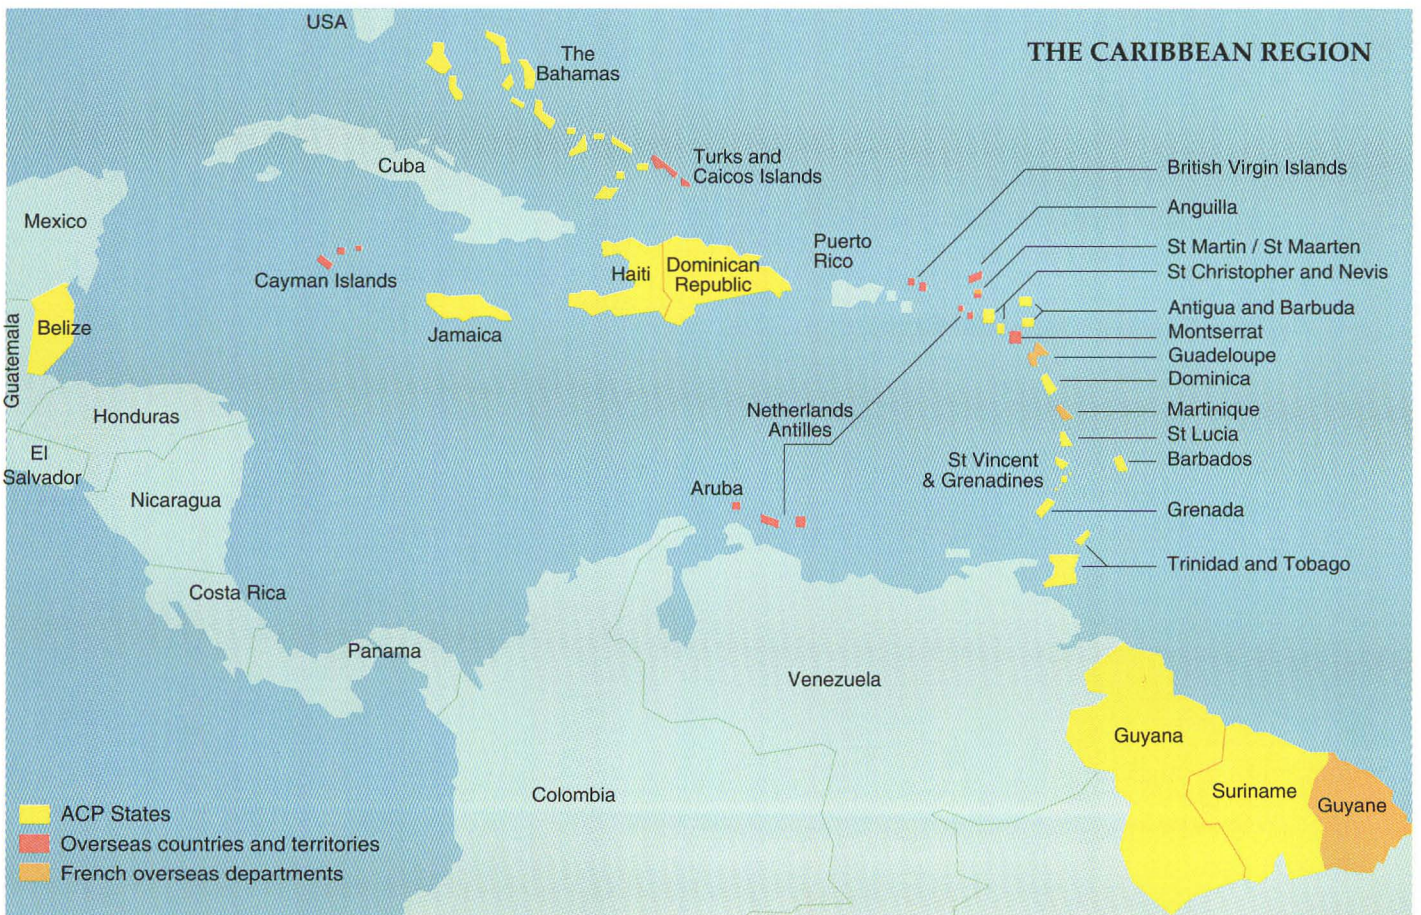 USA
THE CARIBBEAN REGION
The
Bahamas
Cuba
Turks and
Caicos Islands
British Virgin Islands
Mexico
Anguilla
Puerto
Rico
St Martin / St Maarten
Cayman Islands
Haiti
Dominican
Republic
St Christopher and Nevis
Guatemala
Belize
Jamaica
Antigua and Barbuda
Montserrat
Guadeloupe
Dominica
Honduras
Netherlands
Antilles
Martinique
St Lucia
El
Salvador
St Vincent
& Grenadines
Barbados
Nicaragua
Aruba
Grenada
Trinidad and Tobago
Costa Rica
Panama
Venezuela
Guyana
Colombia
Suriname
Guyane
ACP States
Overseas countries and territories
French overseas departments